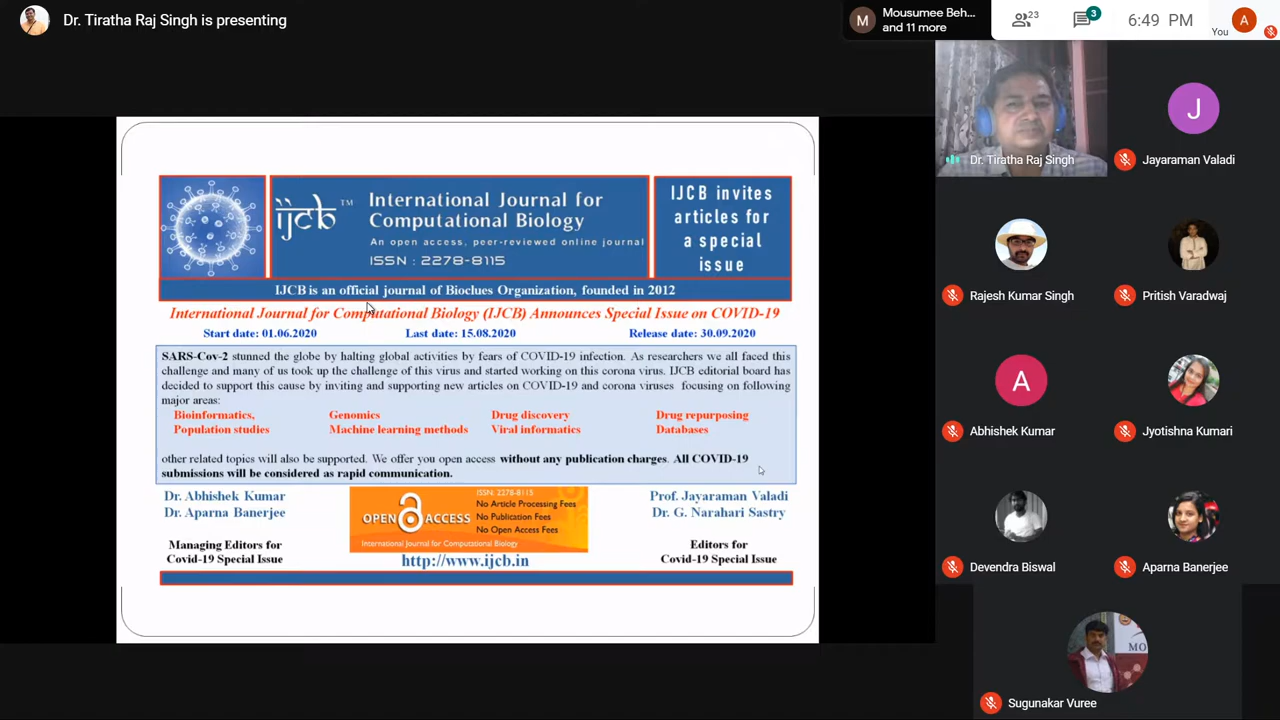 Dr. Tiratha Raj Singh is presenting
M
Mousumee Beh...
and 11 more
23
3
6:49 PM
You
A
ijcb™
International Journal for
Computational Biology
An open access, peer-reviewed online journal
ISSN : 2278-8115
IJCB invites
articles for
a special
issue
IJCB is an official journal of Bioclues Organization, founded in 2012
International Journal for Computational Biology (IJCB) Announces Special Issue on COVID-19
Start date: 01.06.2020 Last date: 15.08.2020 Release date: 30.09.2020
SARS-Cov-2 stunned the globe by halting global activities by fears of COVID-19 infection. As researchers we all faced this
challenge and many of us took up the challenge of this virus and started working on this corona virus. IJCB editorial board has
decided to support this cause by inviting and supporting new articles on COVID-19 and corona viruses focusing on following
major areas:
Bioinformatics, Genomics Drug discovery Drug repurposing
Population studies Machine learning methods Viral informatics Databases
other related topics will also be supported. We offer you open access without any publication charges. All COVID-19
submissions will be considered as rapid communication.
Dr. Abhishek Kumar
Dr. Aparna Banerjee
Managing Editors for
Covid-19 Special Issue
OPEN ACCESS
ISSN: 2278-8115
No Article Processing Fees
No Publication Fees
No Open Access Fees
International Journal for Computational Biology
http://www.ijcb.in
Prof. Jayaraman Valadi
Dr. G. Narahari Sastry
Editors for
Covid-19 Special Issue
Dr. Tiratha Raj Singh
J
Jayaraman Valadi
Rajesh Kumar Singh
Pritish Varadwaj
A
Abhishek Kumar
Jyotishna Kumari
Devendra Biswal
Aparna Banerjee
MO
Sugunakar Vuree